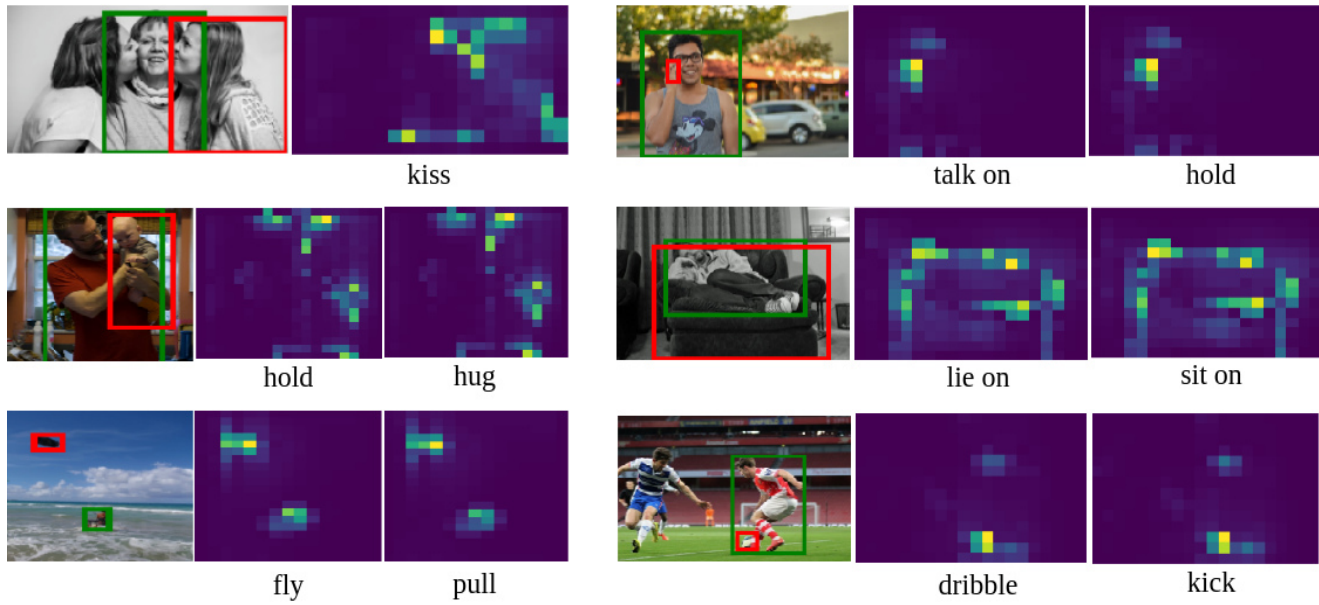 kiss
talk on hold
hold hug
lie on sit on
fly pull
dribble kick